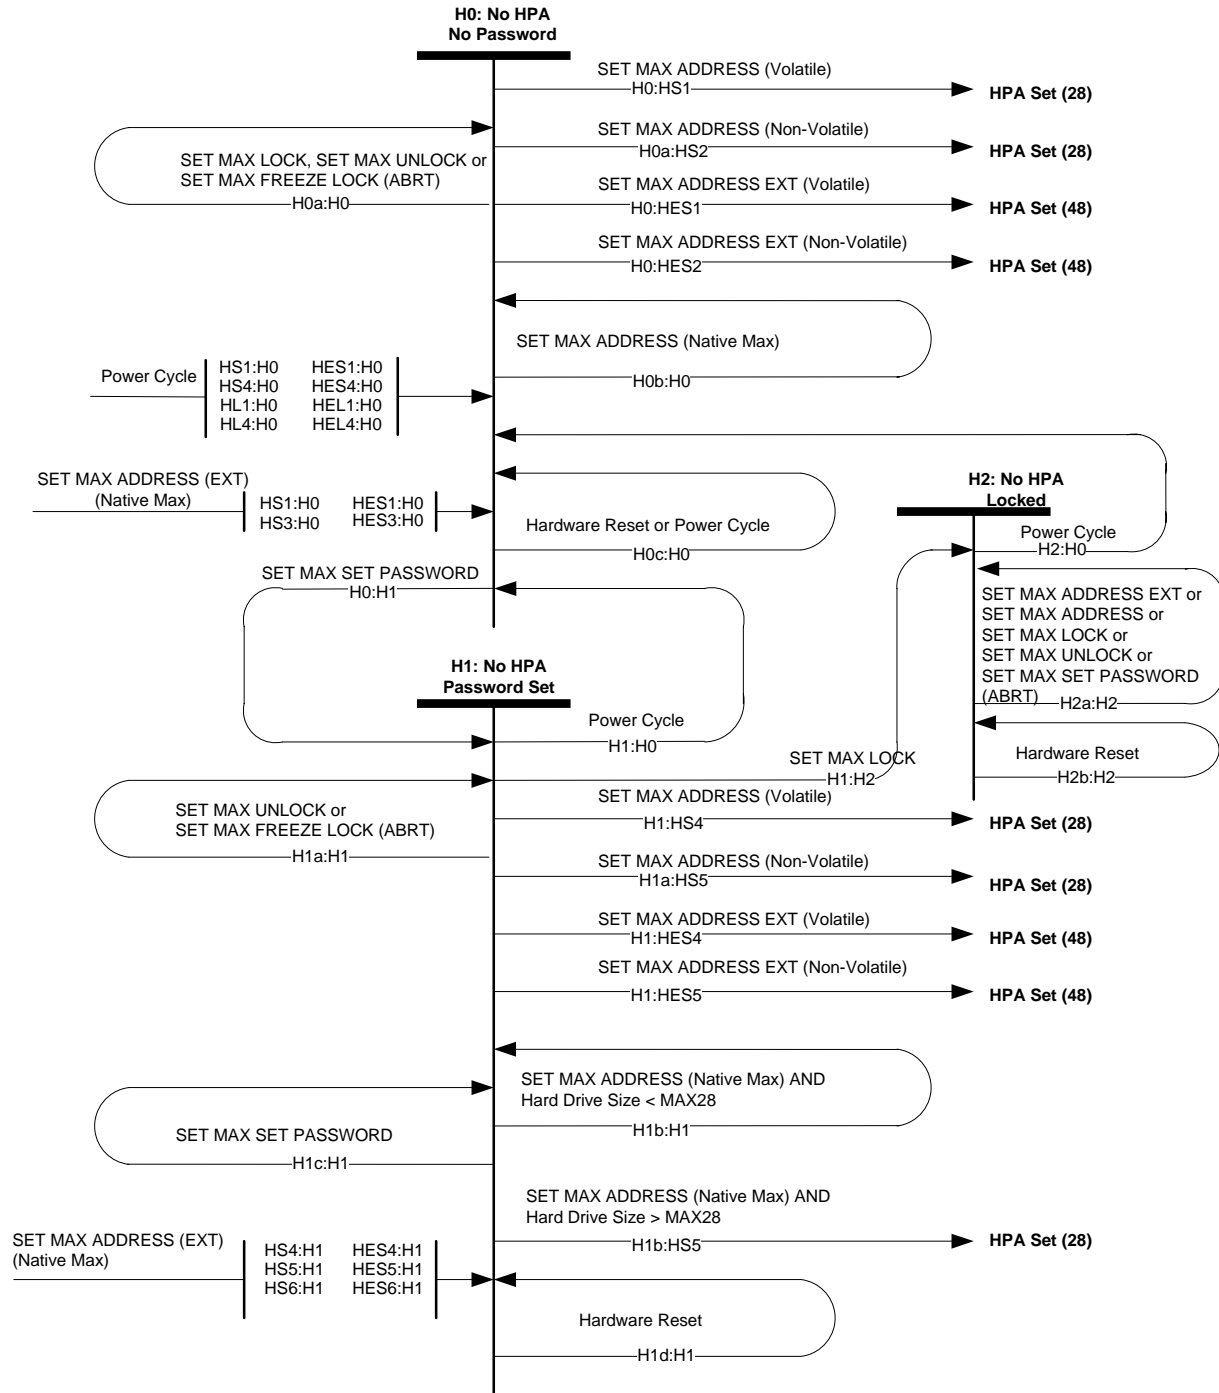 H0: No HPA
No Password
SET MAX ADDRESS (Volatile)
H0:HS1
HPA Set (28)
SET MAX ADDRESS (Non-Volatile)
H0a:HS2
HPA Set (28)
SET MAX LOCK, SET MAX UNLOCK or
SET MAX FREEZE LOCK (ABRT)
H0a:H0
SET MAX ADDRESS EXT (Volatile)
H0:HES1
HPA Set (48)
SET MAX ADDRESS EXT (Non-Volatile)
H0:HES2
HPA Set (48)
SET MAX ADDRESS (Native Max)
H0b:H0
Power Cycle
HS1:H0 HES1:H0
HS4:H0 HES4:H0
HL1:H0 HEL1:H0
HL4:H0 HEL4:H0
SET MAX ADDRESS (EXT)
(Native Max)
HS1:H0 HES1:H0
HS3:H0 HES3:H0
Hardware Reset or Power Cycle
H0c:H0
H2: No HPA
Locked
Power Cycle
H2:H0
SET MAX SET PASSWORD
H0:H1
SET MAX ADDRESS EXT or
SET MAX ADDRESS or
SET MAX LOCK or
SET MAX UNLOCK or
SET MAX SET PASSWORD
(ABRT)
H2a:H2
H1: No HPA
Password Set
Power Cycle
H1:H0
Hardware Reset
H2b:H2
SET MAX LOCK
H1:H2
SET MAX UNLOCK or
SET MAX FREEZE LOCK (ABRT)
H1a:H1
SET MAX ADDRESS (Volatile)
H1:HS4
HPA Set (28)
SET MAX ADDRESS (Non-Volatile)
H1a:HS5
HPA Set (28)
SET MAX ADDRESS EXT (Volatile)
H1:HES4
HPA Set (48)
SET MAX ADDRESS EXT (Non-Volatile)
H1:HES5
HPA Set (48)
SET MAX ADDRESS (Native Max) AND
Hard Drive Size < MAX28
H1b:H1
SET MAX SET PASSWORD
H1c:H1
SET MAX ADDRESS (Native Max) AND
Hard Drive Size > MAX28
H1b:HS5
HPA Set (28)
SET MAX ADDRESS (EXT)
(Native Max)
HS4:H1 HES4:H1
HS5:H1 HES5:H1
HS6:H1 HES6:H1
Hardware Reset
H1d:H1